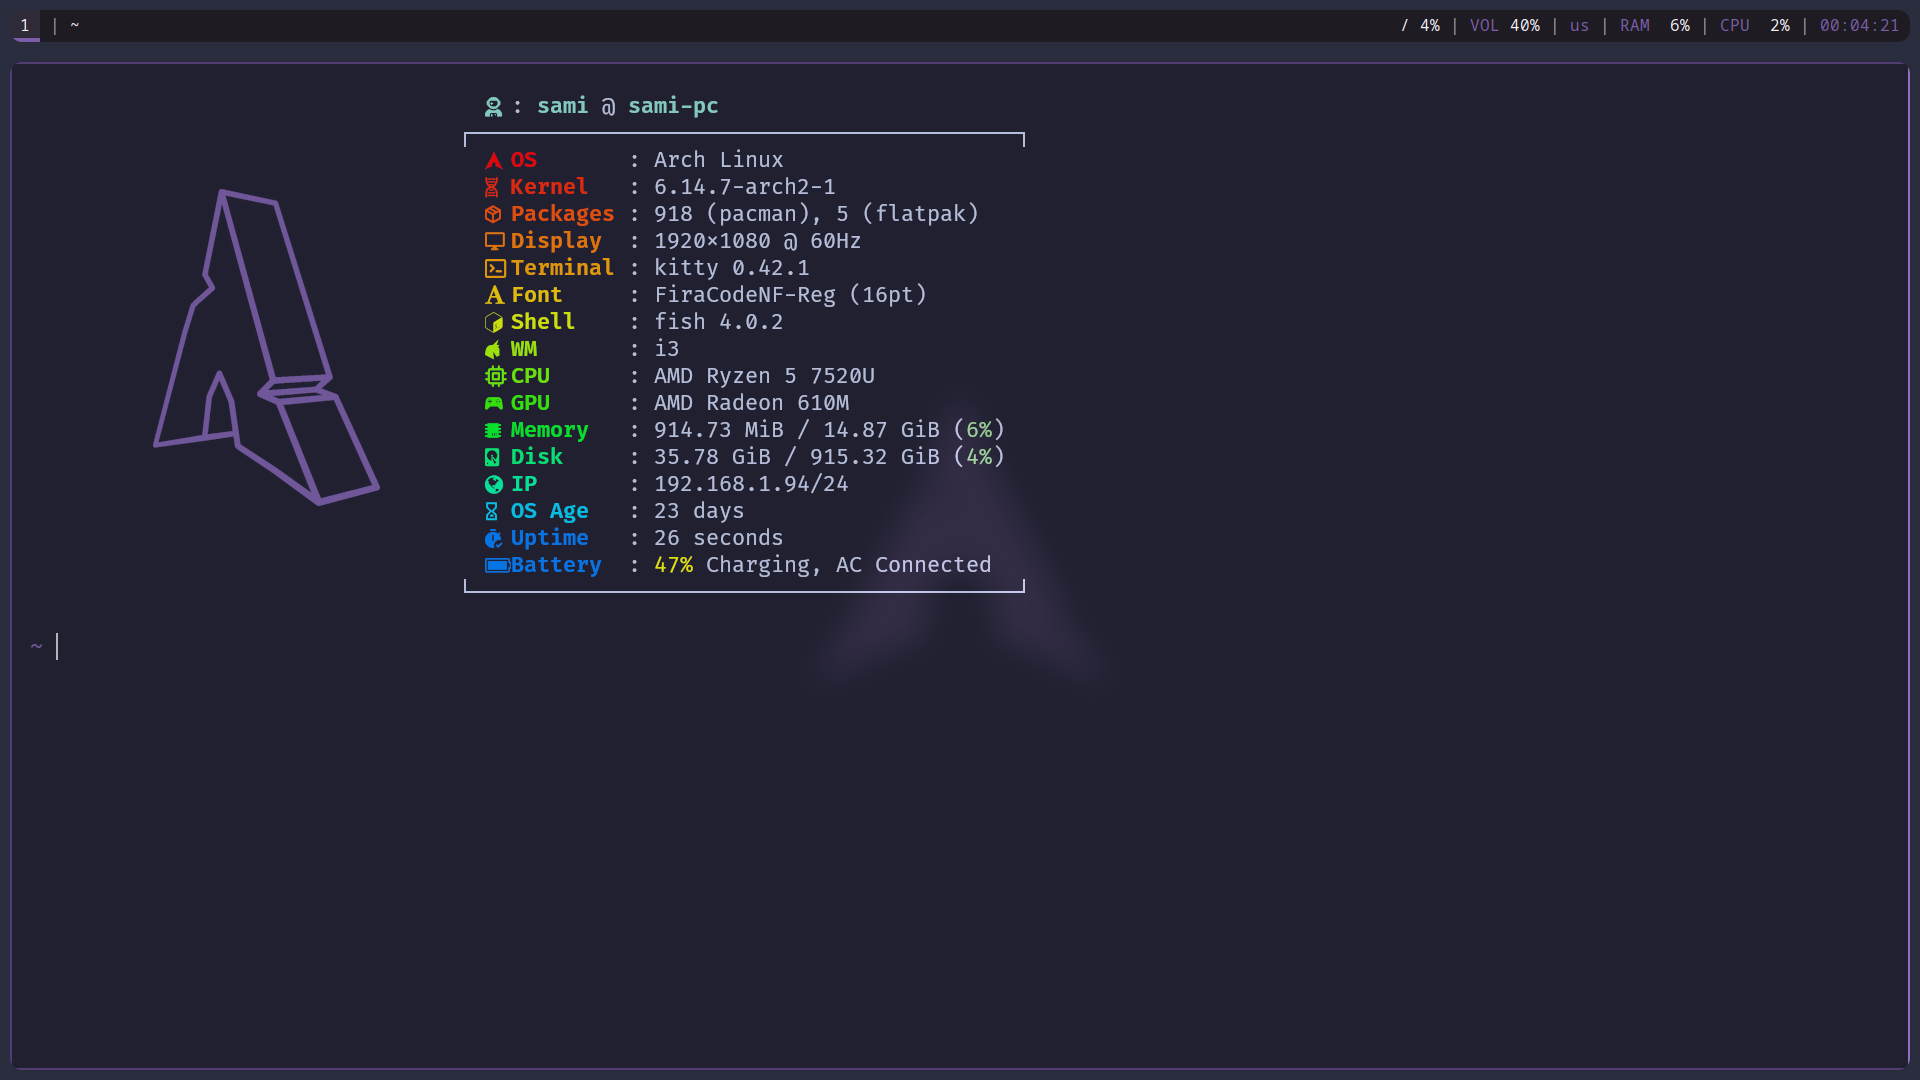 1 | ~ / 4% | VOL 40% | us | RAM 6% | CPU 2% | 00:04:21
: sami @ sami-pc
OS : Arch Linux
Kernel : 6.14.7-arch2-1
Packages : 918 (pacman), 5 (flatpak)
Display : 1920×1080 @ 60Hz
Terminal : kitty 0.42.1
Font : FiraCodeNF-Reg (16pt)
Shell : fish 4.0.2
WM : i3
CPU : AMD Ryzen 5 7520U
GPU : AMD Radeon 610M
Memory : 914.73 MiB / 14.87 GiB (6%)
Disk : 35.78 GiB / 915.32 GiB (4%)
IP : 192.168.1.94/24
OS Age : 23 days
Uptime : 26 seconds
Battery : 47% Charging, AC Connected
~